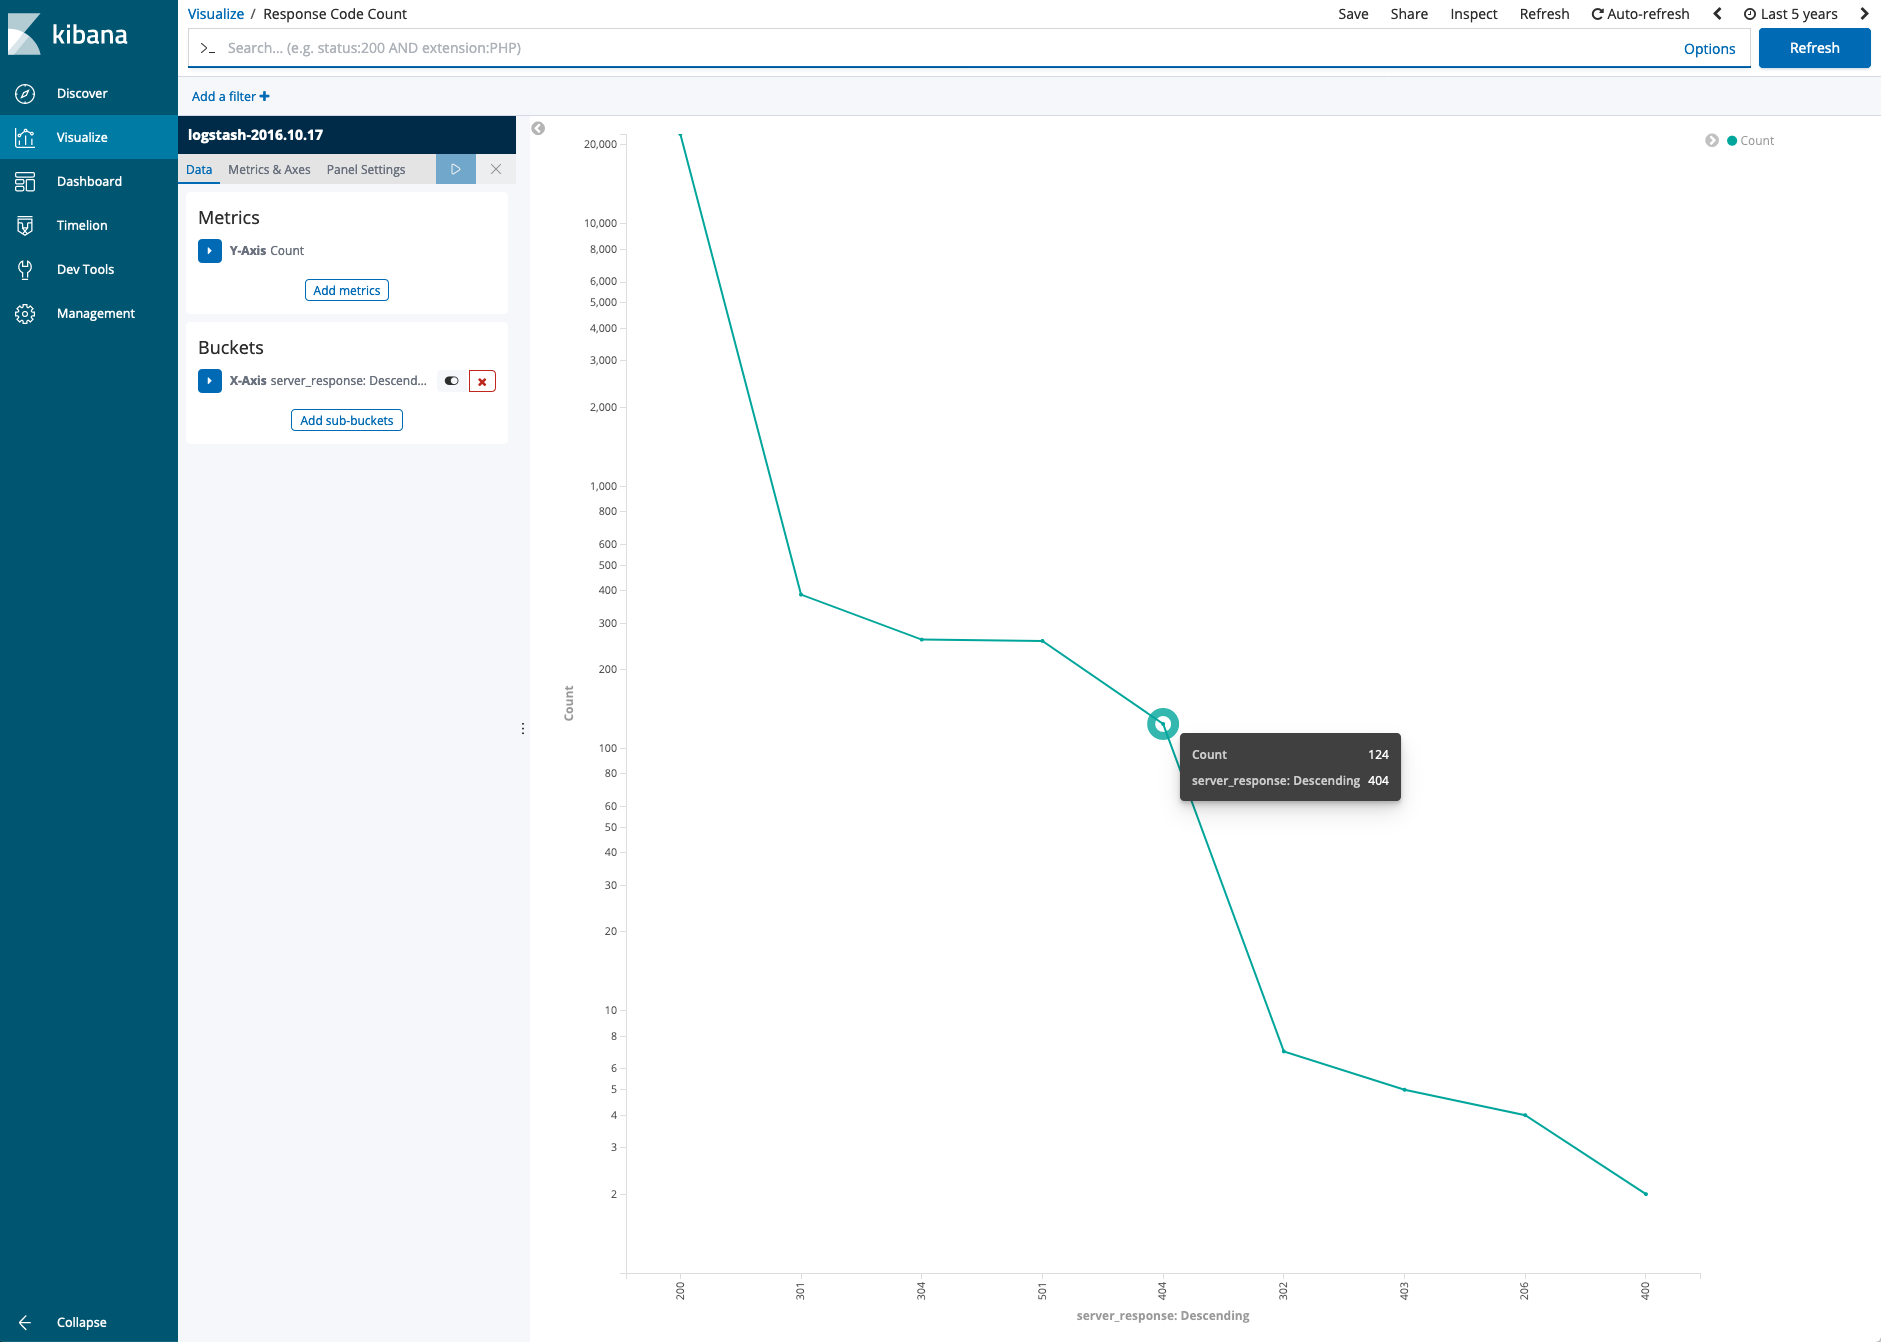 kibana
Discover
Visualize
Dashboard
Timelion
Dev Tools
Management
Collapse
Visualize / Response Code Count
Save Share Inspect Refresh Auto-refresh Last 5 years
>_ Search... (e.g. status:200 AND extension:PHP) Options Refresh
Add a filter +
logstash-2016.10.17
Data Metrics & Axes Panel Settings
Metrics
Y-Axis Count
Add metrics
Buckets
X-Axis server_response: Descend...
Add sub-buckets
Count
20,000
10,000
8,000
6,000
5,000
4,000
3,000
2,000
1,000
800
600
500
400
300
200
100
80
60
50
40
30
20
10
8
6
5
4
3
2
Count
Count 124
server_response: Descending 404
200 301 304 501 404 302 403 206 400
server_response: Descending